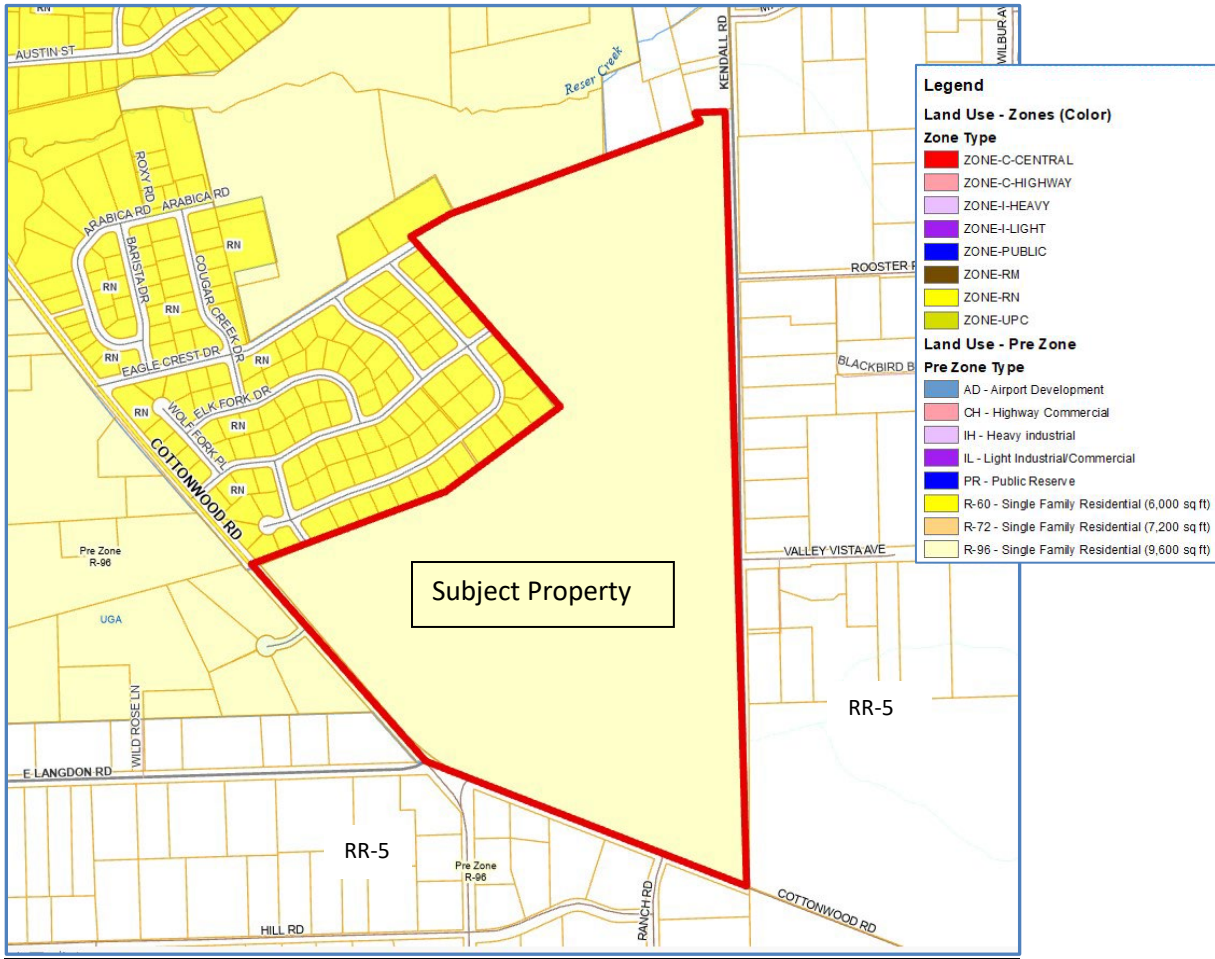 RN
AUSTIN ST
Reser Creek
KENDALL RD
WILBUR AV
ROXY RD
ARABICA RD
ARABICA RD
BARISTA DR
COUGAR CREEK DR
RN
RN
RN
RN
RN
EAGLE CREST DR
ELK FORK DR
RN
RN
WOLF FORK PL
RN
COTTONWOOD RD
ROOSTER
BLACKBIRD B
VALLEY VISTA AVE
Pre Zone
R-96
UGA
Subject Property
WILD ROSE LN
RR-5
E LANGDON RD
RR-5
Pre Zone
R-96
RANCH RD
COTTONWOOD RD
HILL RD
Legend
Land Use - Zones (Color)
Zone Type
ZONE-C-CENTRAL
ZONE-C-HIGHWAY
ZONE-I-HEAVY
ZONE-I-LIGHT
ZONE-PUBLIC
ZONE-RM
ZONE-RN
ZONE-UPC
Land Use - Pre Zone
Pre Zone Type
AD - Airport Development
CH - Highway Commercial
IH - Heavy industrial
IL - Light Industrial/Commercial
PR - Public Reserve
R-60 - Single Family Residential (6,000 sq ft)
R-72 - Single Family Residential (7,200 sq ft)
R-96 - Single Family Residential (9,600 sq ft)